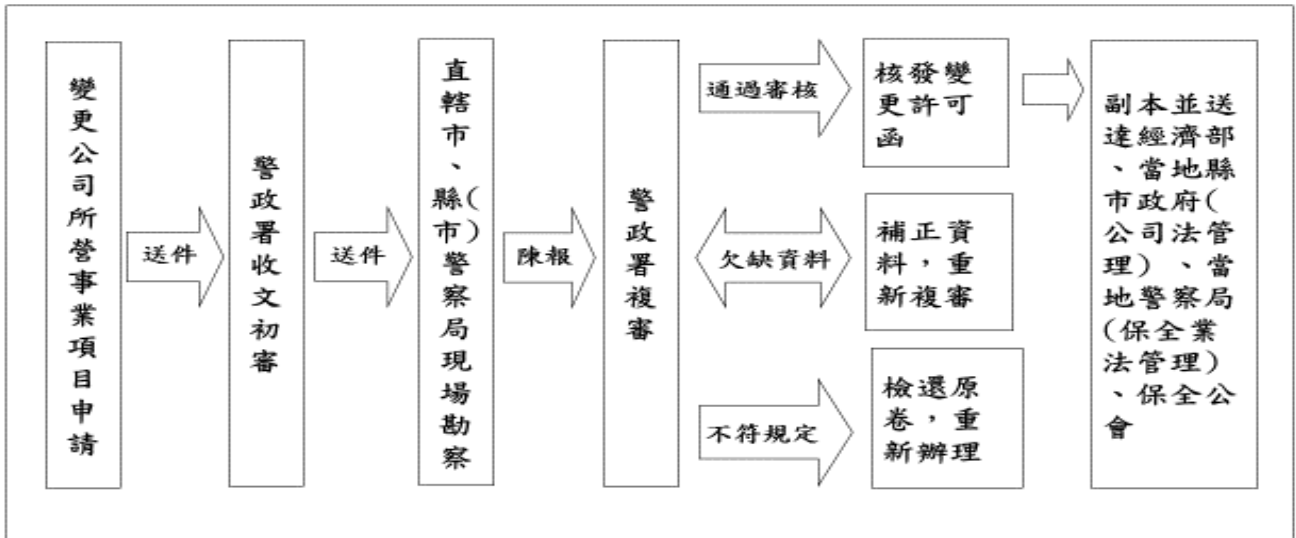 變更公司所營事業項目申請
送件
警政署收文初審
送件
直轄市、縣(市)警察局現場勘察
陳報
警政署複審
通過審核
核發變
更許可
函
欠缺資料
補正資
料，重
新複審
不符規定
檢還原
卷，重
新辦理
副本並送
達經濟部
、當地縣
市政府(
公司法管
理)、當
地警察局
(保全業
法管理)
、保全公
會